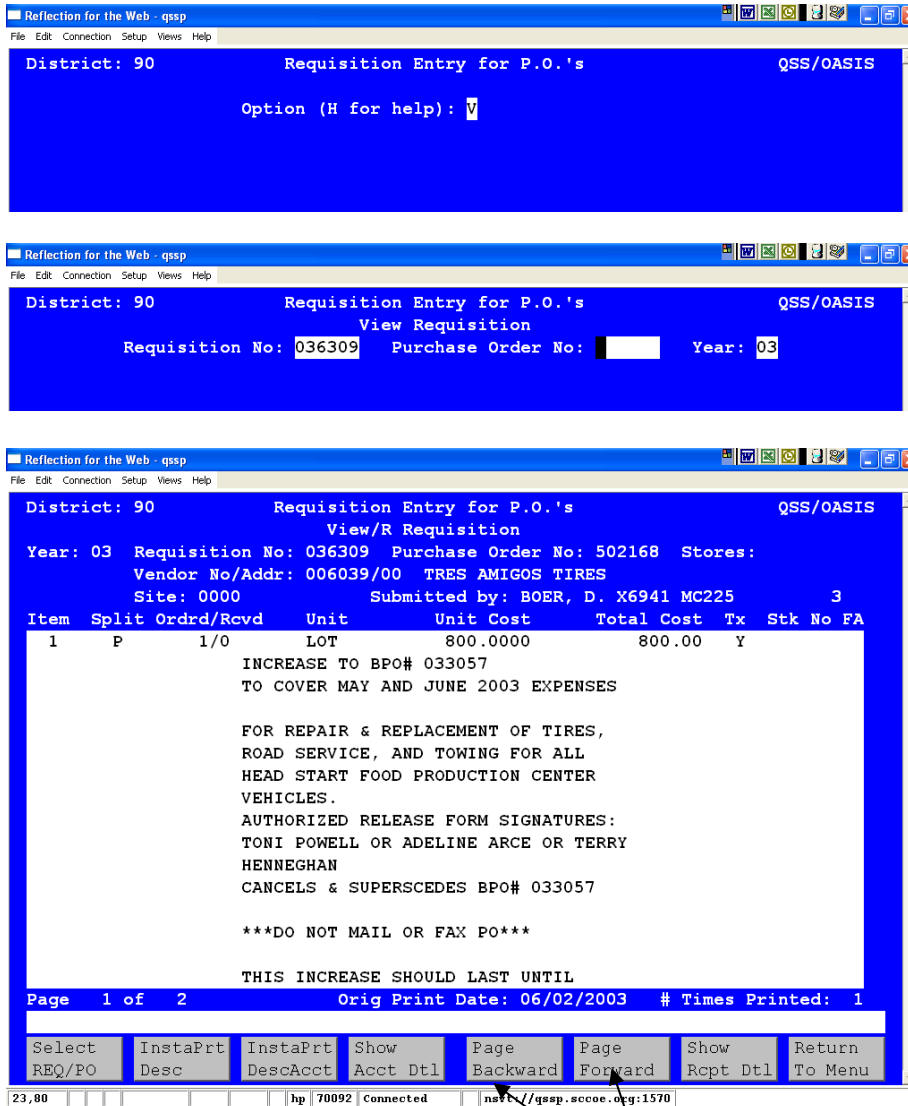 Reflection for the Web - qssp
File Edit Connection Setup Views Help
District: 90 Requisition Entry for P.O.'s QSS/OASIS
Option (H for help): V
Reflection for the Web - qssp
File Edit Connection Setup Views Help
District: 90 Requisition Entry for P.O.'s QSS/OASIS
View Requisition
Requisition No: 036309 Purchase Order No: Year: 03
Reflection for the Web - qssp
File Edit Connection Setup Views Help
District: 90 Requisition Entry for P.O.'s QSS/OASIS
View/R Requisition
Year: 03 Requisition No: 036309 Purchase Order No: 502168 Stores:
Vendor No/Addr: 006039/00 TRES AMIGOS TIRES
Site: 0000 Submitted by: BOER, D. X6941 MC225 3
Item Split Ordrd/Rcvd Unit Unit Cost Total Cost Tx Stk No FA
1 P 1/0 LOT 800.0000 800.00 Y
INCREASE TO BPO# 033057
TO COVER MAY AND JUNE 2003 EXPENSES
FOR REPAIR & REPLACEMENT OF TIRES,
ROAD SERVICE, AND TOWING FOR ALL
HEAD START FOOD PRODUCTION CENTER
VEHICLES.
AUTHORIZED RELEASE FORM SIGNATURES:
TONI POWELL OR ADELINE ARCE OR TERRY
HENNEGHAN
CANCELS & SUPERSCEDES BPO# 033057
***DO NOT MAIL OR FAX PO***
THIS INCREASE SHOULD LAST UNTIL
Page 1 of 2 Orig Print Date: 06/02/2003 # Times Printed: 1
Select InstaPrt InstaPrt Show Page Page Show Return
REQ/PO Desc DescAcct Acct Dtl Backward Forward Rcpt Dtl To Menu
23,80 hp 70092 Connected nsvt://qssp.sccoe.org:1570